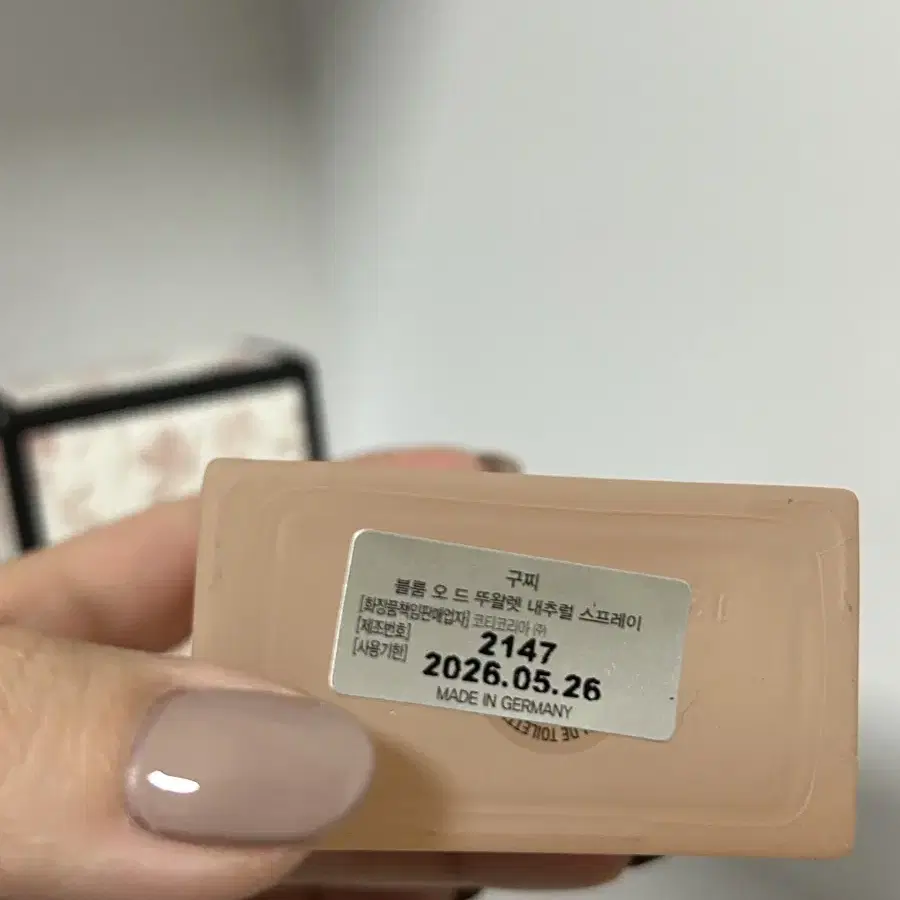 구찌
블룸 오 드 뚜왈렛 내추럴 스프레이
[화장품책임판매업자] 코티코리아 ㈜
[제조번호] 2147
[사용기한] 2026.05.26
MADE IN GERMANY
DE TOILETT